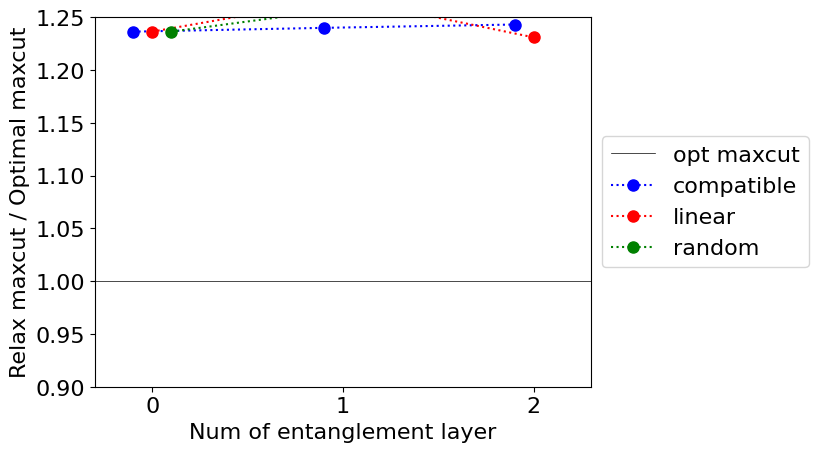 Relax maxcut / Optimal maxcut
1.25
1.20
1.15
1.10
1.05
1.00
0.95
0.90
0
1
2
Num of entanglement layer
opt maxcut
compatible
linear
random